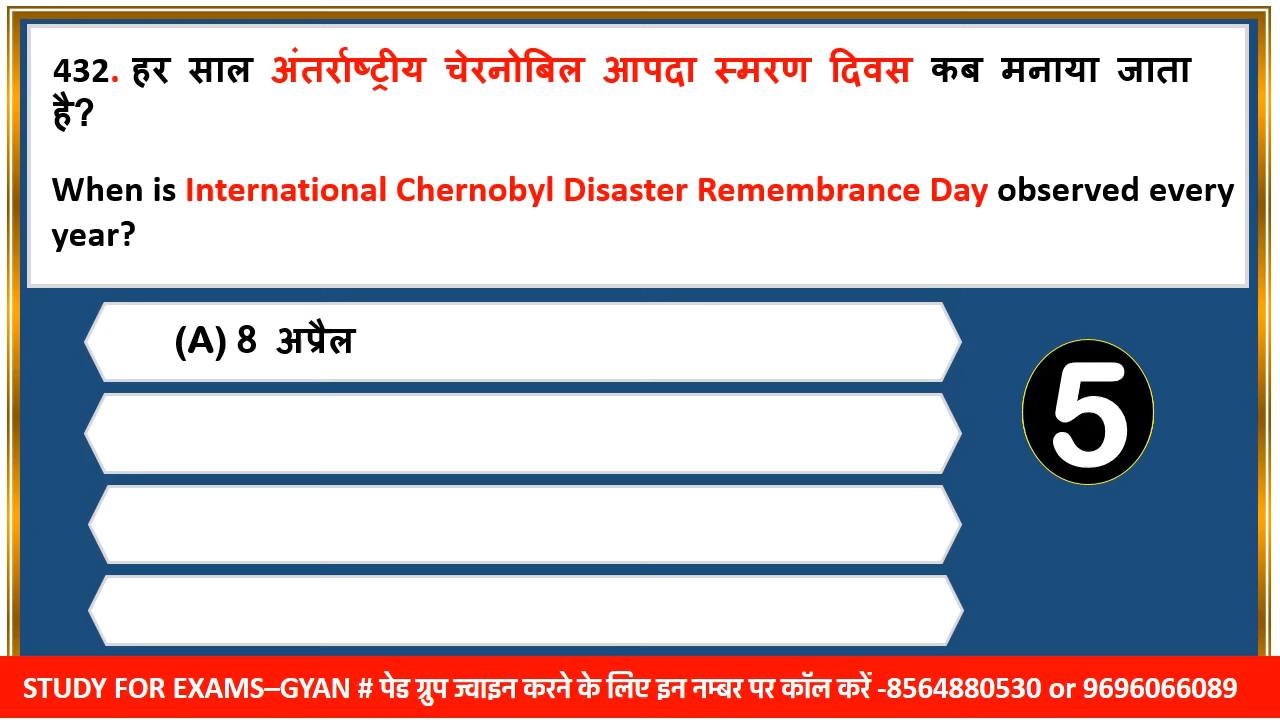 432. हर साल अंतर्राष्ट्रीय चेरनोबिल आपदा स्मरण दिवस कब मनाया जाता
है?
When is International Chernobyl Disaster Remembrance Day observed every
year?
(A) 8 अप्रैल
5
STUDY FOR EXAMS–GYAN # पेड ग्रुप ज्वाइन करने के लिए इन नम्बर पर कॉल करें -8564880530 or 9696066089